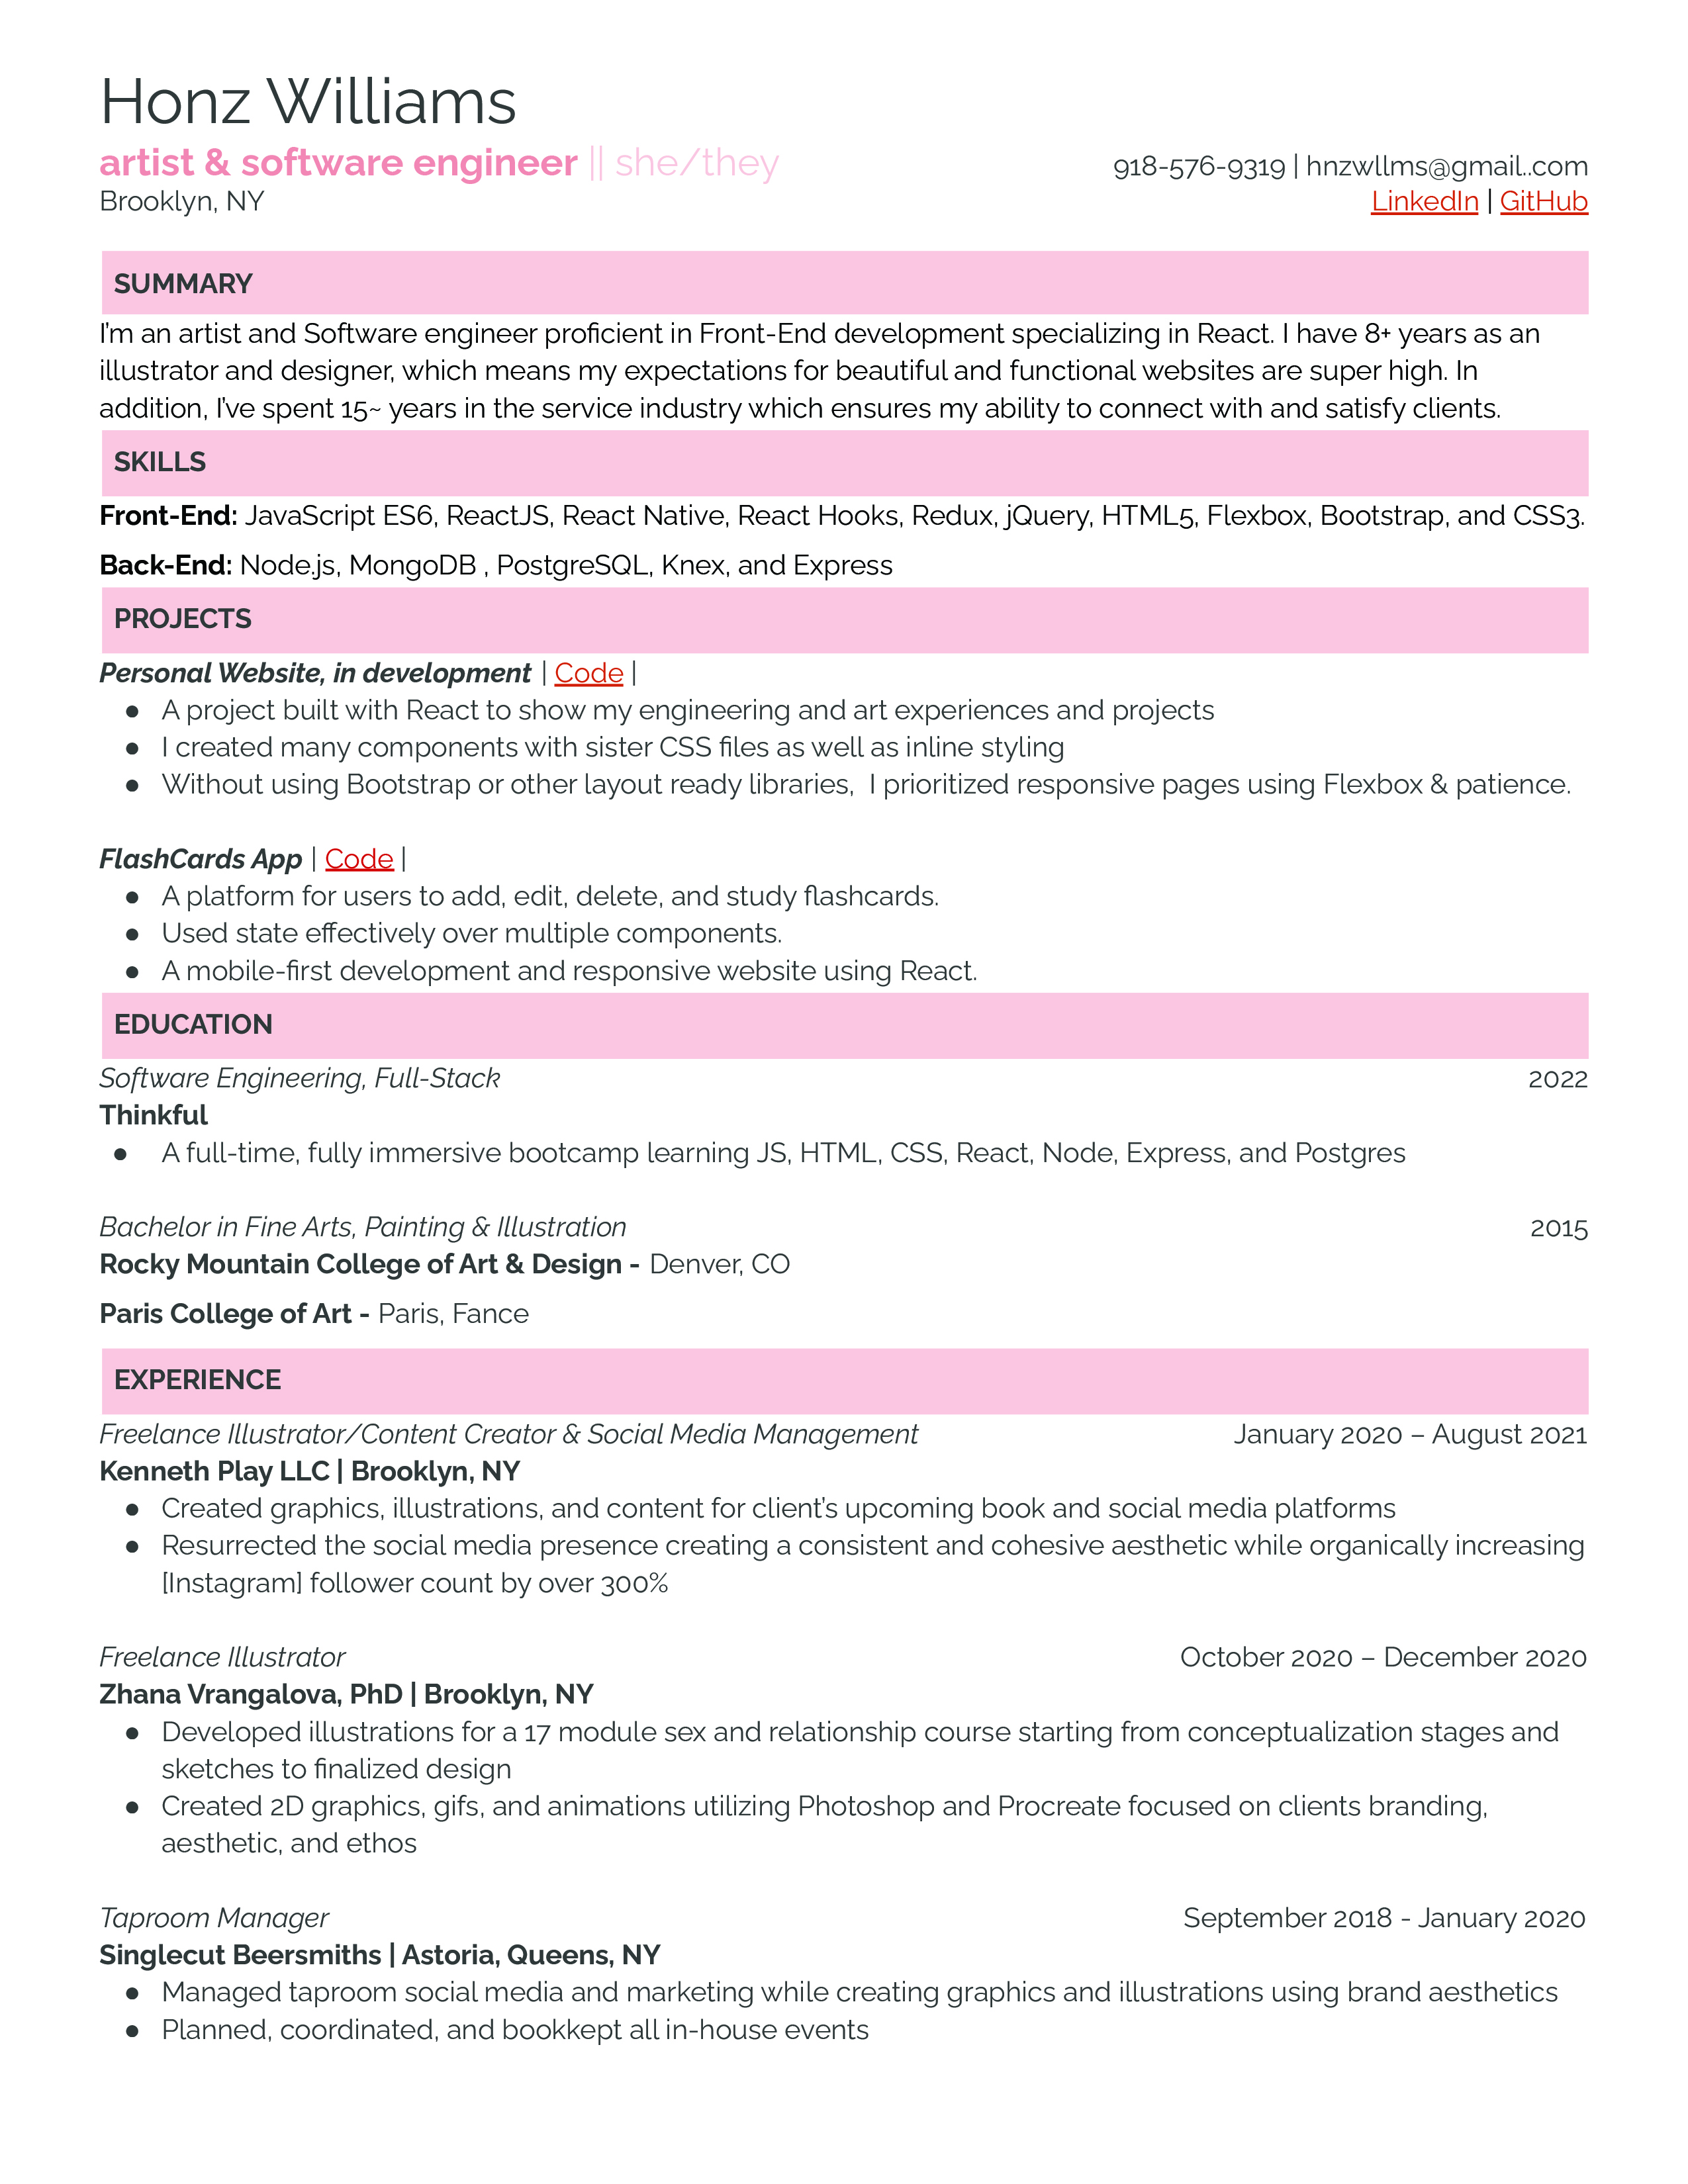 Honz Williams
artist & software engineer || she/they
918-576-9319 | hnzwllms@gmail..com
Brooklyn, NY
LinkedIn | GitHub
SUMMARY
I'm an artist and Software engineer proficient in Front-End development specializing in React. I have 8+ years as an
illustrator and designer, which means my expectations for beautiful and functional websites are super high. In
addition, I've spent 15~ years in the service industry which ensures my ability to connect with and satisfy clients.
SKILLS
Front-End: JavaScript ES6, ReactJS, React Native, React Hooks, Redux, jQuery, HTML5, Flexbox, Bootstrap, and CSS3.
Back-End: Node.js, MongoDB , PostgreSQL, Knex, and Express
PROJECTS
Personal Website, in development | Code |
● A project built with React to show my engineering and art experiences and projects
● I created many components with sister CSS files as well as inline styling
● Without using Bootstrap or other layout ready libraries,  I prioritized responsive pages using Flexbox & patience.
FlashCards App | Code |
● A platform for users to add, edit, delete, and study flashcards.
● Used state effectively over multiple components.
● A mobile-first development and responsive website using React.
EDUCATION
Software Engineering, Full-Stack 2022
Thinkful
● A full-time, fully immersive bootcamp learning JS, HTML, CSS, React, Node, Express, and Postgres
Bachelor in Fine Arts, Painting & Illustration 2015
Rocky Mountain College of Art & Design - Denver, CO
Paris College of Art - Paris, Fance
EXPERIENCE
Freelance Illustrator/Content Creator & Social Media Management January 2020 – August 2021
Kenneth Play LLC | Brooklyn, NY
● Created graphics, illustrations, and content for client's upcoming book and social media platforms
● Resurrected the social media presence creating a consistent and cohesive aesthetic while organically increasing
[Instagram] follower count by over 300%
Freelance Illustrator October 2020 – December 2020
Zhana Vrangalova, PhD | Brooklyn, NY
● Developed illustrations for a 17 module sex and relationship course starting from conceptualization stages and
sketches to finalized design
● Created 2D graphics, gifs, and animations utilizing Photoshop and Procreate focused on clients branding,
aesthetic, and ethos
Taproom Manager September 2018 - January 2020
Singlecut Beersmiths | Astoria, Queens, NY
● Managed taproom social media and marketing while creating graphics and illustrations using brand aesthetics
● Planned, coordinated, and bookkept all in-house events